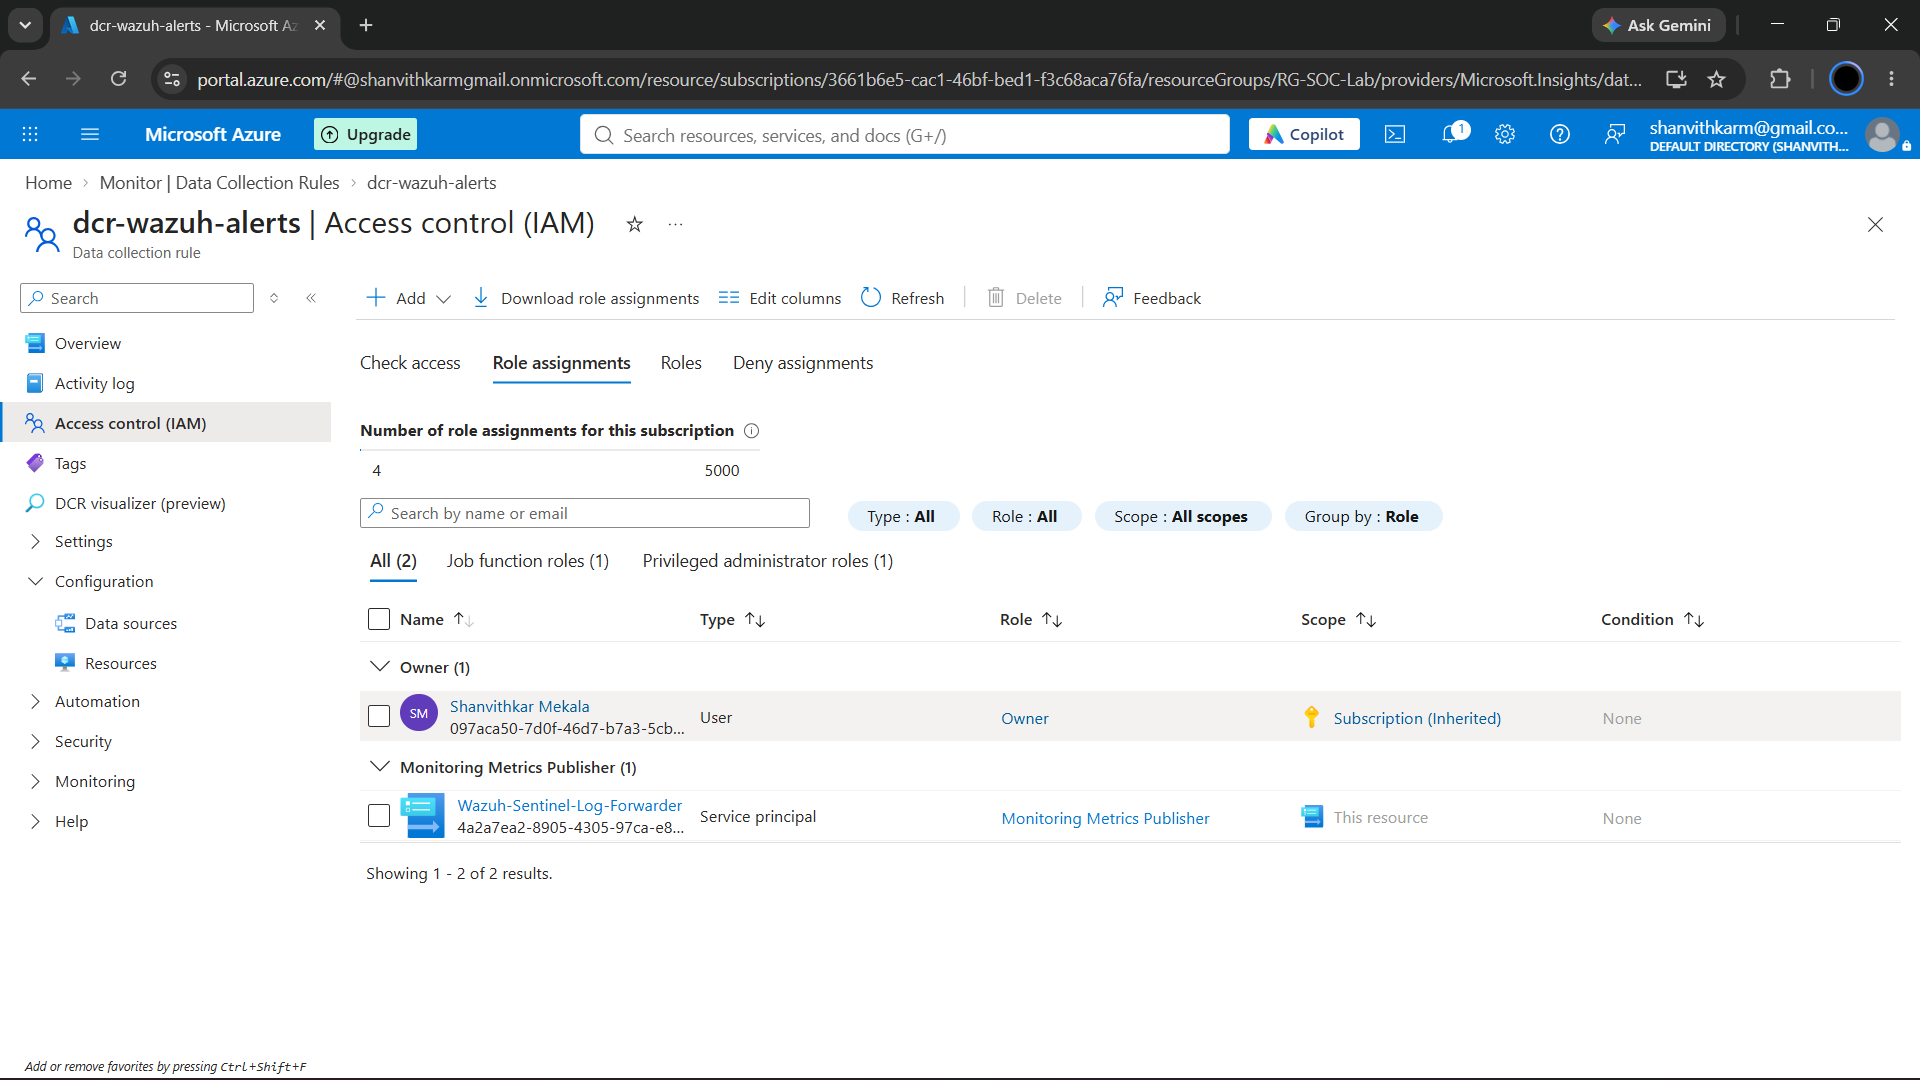 dcr-wazuh-alerts - Microsoft Az
Ask Gemini
portal.azure.com/#@shanvithkarmgmail.onmicrosoft.com/resource/subscriptions/3661b6e5-cac1-46bf-bed1-f3c68aca76fa/resourceGroups/RG-SOC-Lab/providers/Microsoft.Insights/dat...
Microsoft Azure
Upgrade
Search resources, services, and docs (G+/)
Copilot
1
shanvithkarm@gmail.co...
DEFAULT DIRECTORY (SHANVITH...
Home > Monitor | Data Collection Rules > dcr-wazuh-alerts
dcr-wazuh-alerts | Access control (IAM)
Data collection rule
Search
Add
Download role assignments
Edit columns
Refresh
Delete
Feedback
Overview
Activity log
Access control (IAM)
Tags
DCR visualizer (preview)
Settings
Configuration
Data sources
Resources
Automation
Security
Monitoring
Help
Check access
Role assignments
Roles
Deny assignments
Number of role assignments for this subscription
4
5000
Search by name or email
Type : All
Role : All
Scope : All scopes
Group by : Role
All (2)
Job function roles (1)
Privileged administrator roles (1)
Name
Type
Role
Scope
Condition
Owner (1)
SM
Shanvithkar Mekala
097aca50-7d0f-46d7-b7a3-5cb...
User
Owner
Subscription (Inherited)
None
Monitoring Metrics Publisher (1)
Wazuh-Sentinel-Log-Forwarder
4a2a7ea2-8905-4305-97ca-e8...
Service principal
Monitoring Metrics Publisher
This resource
None
Showing 1 - 2 of 2 results.
Add or remove favorites by pressing Ctrl+Shift+F